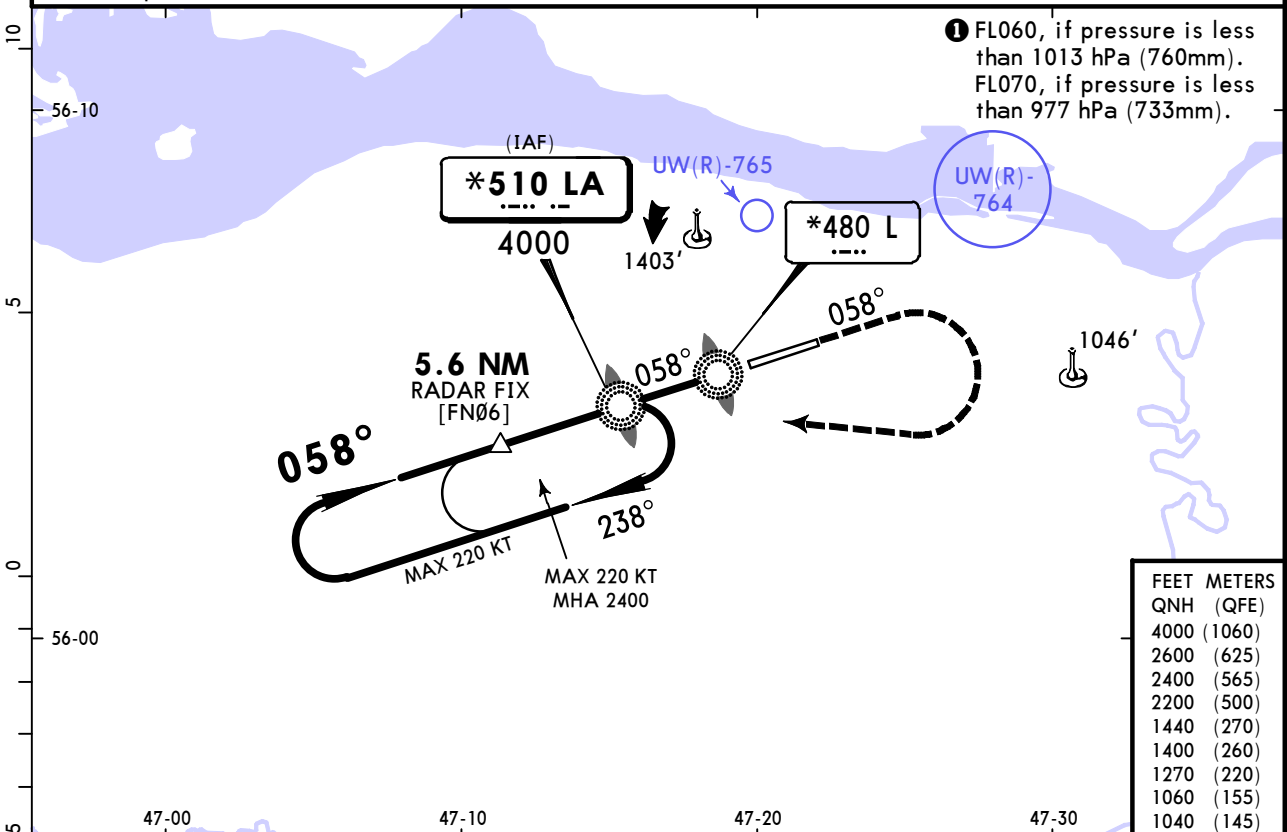 ❶ FL060, if pressure is less
than 1013 hPa (760mm).
FL070, if pressure is less
than 977 hPa (733mm).
10
56-10
(IAF)
*510 LA
4000
UW(R)-765
UW(R)-
764
*480 L
1403'
5
058°
1046'
5.6 NM
RADAR FIX
[FNØ6]
058°
058°
238°
MAX 220 KT
MAX 220 KT
MHA 2400
0
56-00
FEET METERS
QNH (QFE)
4000 (1060)
2600 (625)
2400 (565)
2200 (500)
1440 (270)
1400 (260)
1270 (220)
1060 (155)
1040 (145)
5
47-00
47-10
47-20
47-30